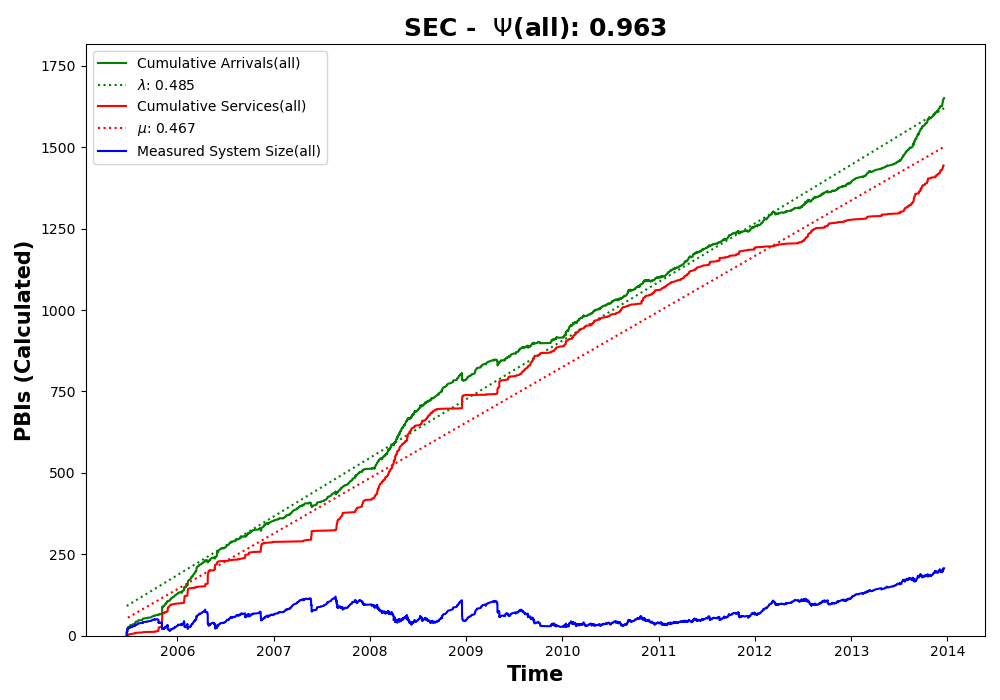 SEC - Ψ(all): 0.963
Cumulative Arrivals(all)
λ: 0.485
Cumulative Services(all)
μ: 0.467
Measured System Size(all)
PBIs (Calculated)
1750
1500
1250
1000
750
500
250
0
2006 2007 2008 2009 2010 2011 2012 2013 2014
Time